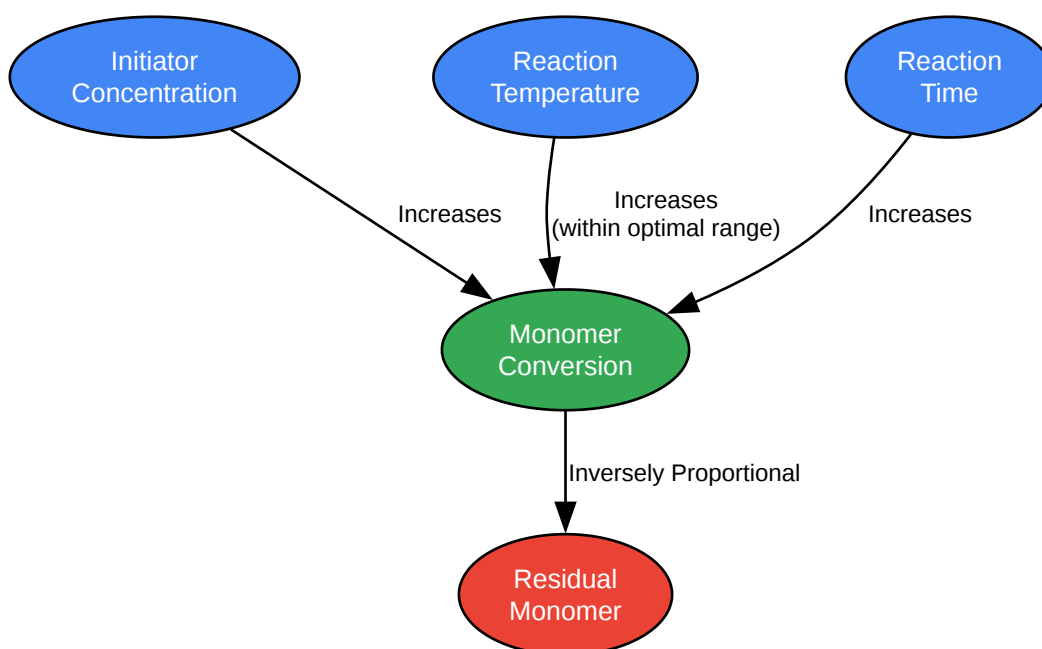 Initiator
Concentration
Reaction
Temperature
Reaction
Time
Increases
Increases
(within optimal range)
Increases
Monomer
Conversion
Inversely Proportional
Residual
Monomer